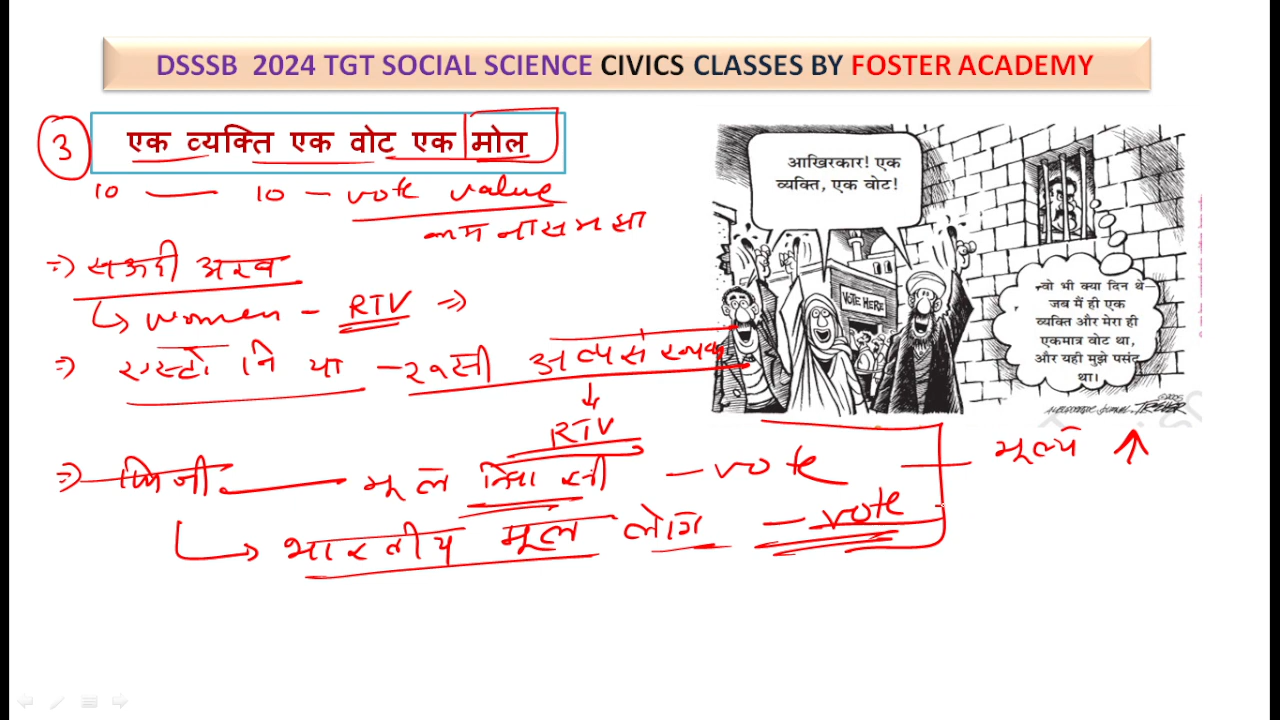 DSSSB 2024 TGT SOCIAL SCIENCE CIVICS CLASSES BY FOSTER ACADEMY
3
एक व्यक्ति एक वोट एक मोल
10 — 10 – vote value
=>) सऊदी अरब
women – RTV =>
=>) एस्टोनिया – रूसी अल्पसंख्यक
RTV
=>) फिजी मूल निवासी – vote
मूल्य ↑
भारतीय मूल लोग – vote
आखिरकार! एक
व्यक्ति, एक वोट!
VOTE HERE
वो भी क्या दिन थे
जब मैं ही एक
व्यक्ति और मेरा ही
एकमात्र वोट था,
और यही मुझे पसंद
था।